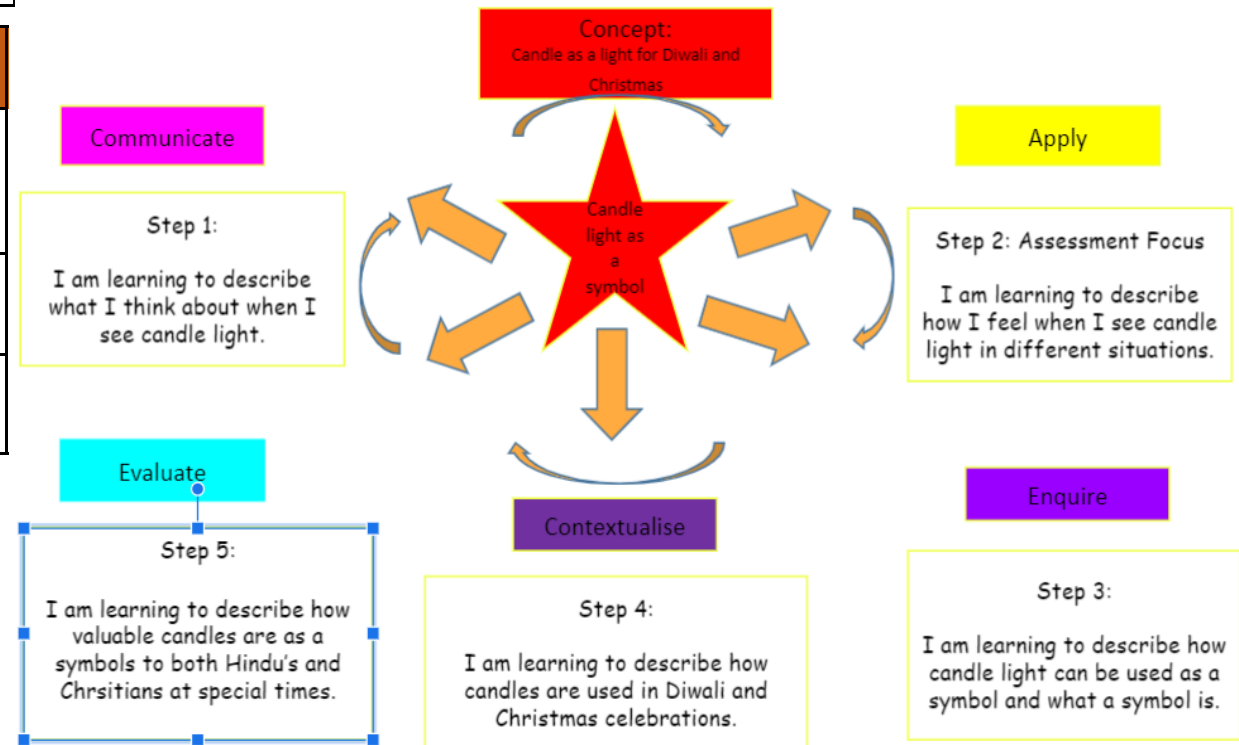 Concept:
Candle as a light for Diwali and
Christmas
Communicate
Apply
Step 1:
I am learning to describe
what I think about when I
see candle light.
Candle
light as
a
symbol
Step 2: Assessment Focus
I am learning to describe
how I feel when I see candle
light in different situations.
Evaluate
Step 5:
I am learning to describe how
valuable candles are as a
symbols to both Hindu's and
Chrsitians at special times.
Contextualise
Step 4:
I am learning to describe how
candles are used in Diwali and
Christmas celebrations.
Enquire
Step 3:
I am learning to describe how
candle light can be used as a
symbol and what a symbol is.